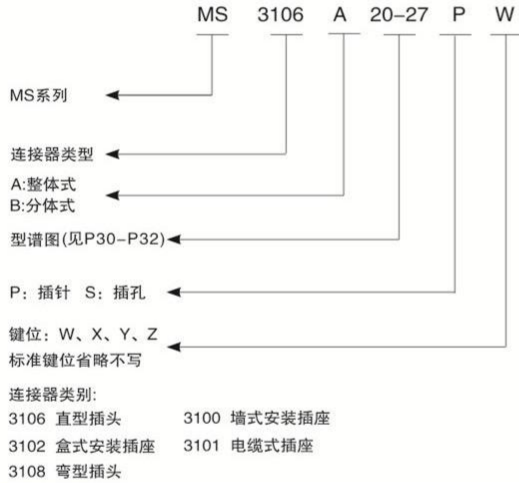 MS 3106 A 20-27 P W
MS系列
连接器类型
A:整体式
B:分体式
型谱图(见P30-P32)
P：插针 S：插孔
键位：W、X、Y、Z
标准键位省略不写
连接器类别:
3106 直型插头 3100 墙式安装插座
3102 盒式安装插座 3101 电缆式插座
3108 弯型插头